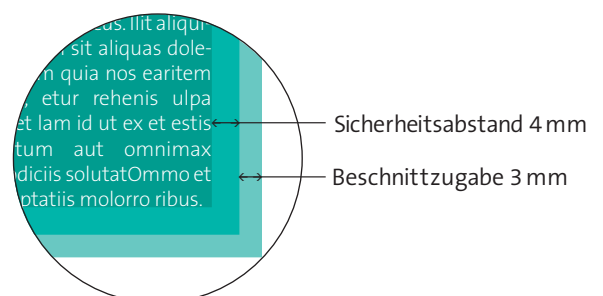 us. Ilit aliqui-
sit aliquas dole-
quia nos earitem
etur rehenis ulpa
et lam id ut ex et estis
tum aut omnimax
diciis solutatOmmo et
ptatiis molorro ribus.
Sicherheitsabstand 4 mm
Beschnittzugabe 3 mm